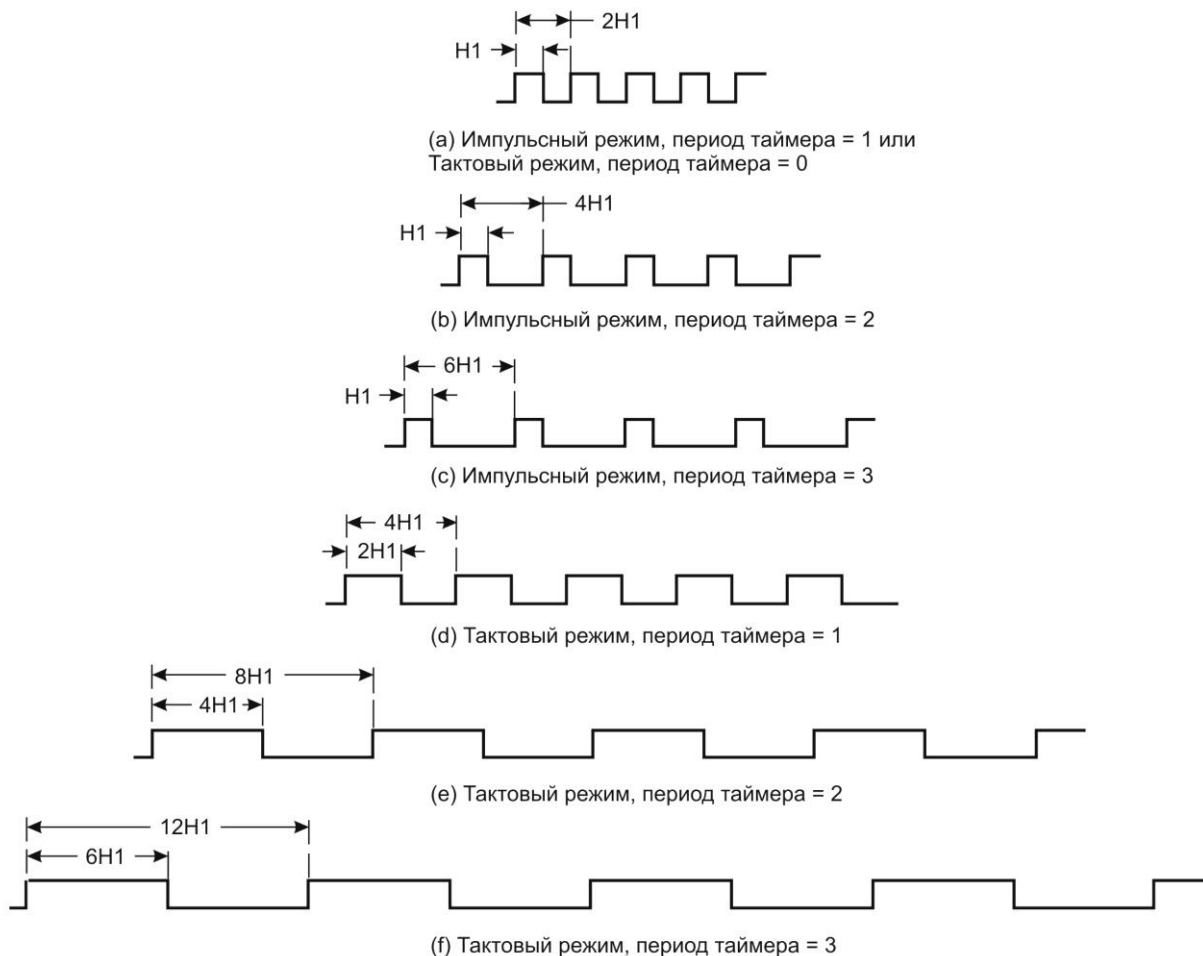 2H1
H1
(a) Импульсный режим, период таймера = 1 или
Тактовый режим, период таймера = 0
4H1
H1
(b) Импульсный режим, период таймера = 2
6H1
H1
(c) Импульсный режим, период таймера = 3
4H1
2H1
(d) Тактовый режим, период таймера = 1
8H1
4H1
(e) Тактовый режим, период таймера = 2
12H1
6H1
(f) Тактовый режим, период таймера = 3